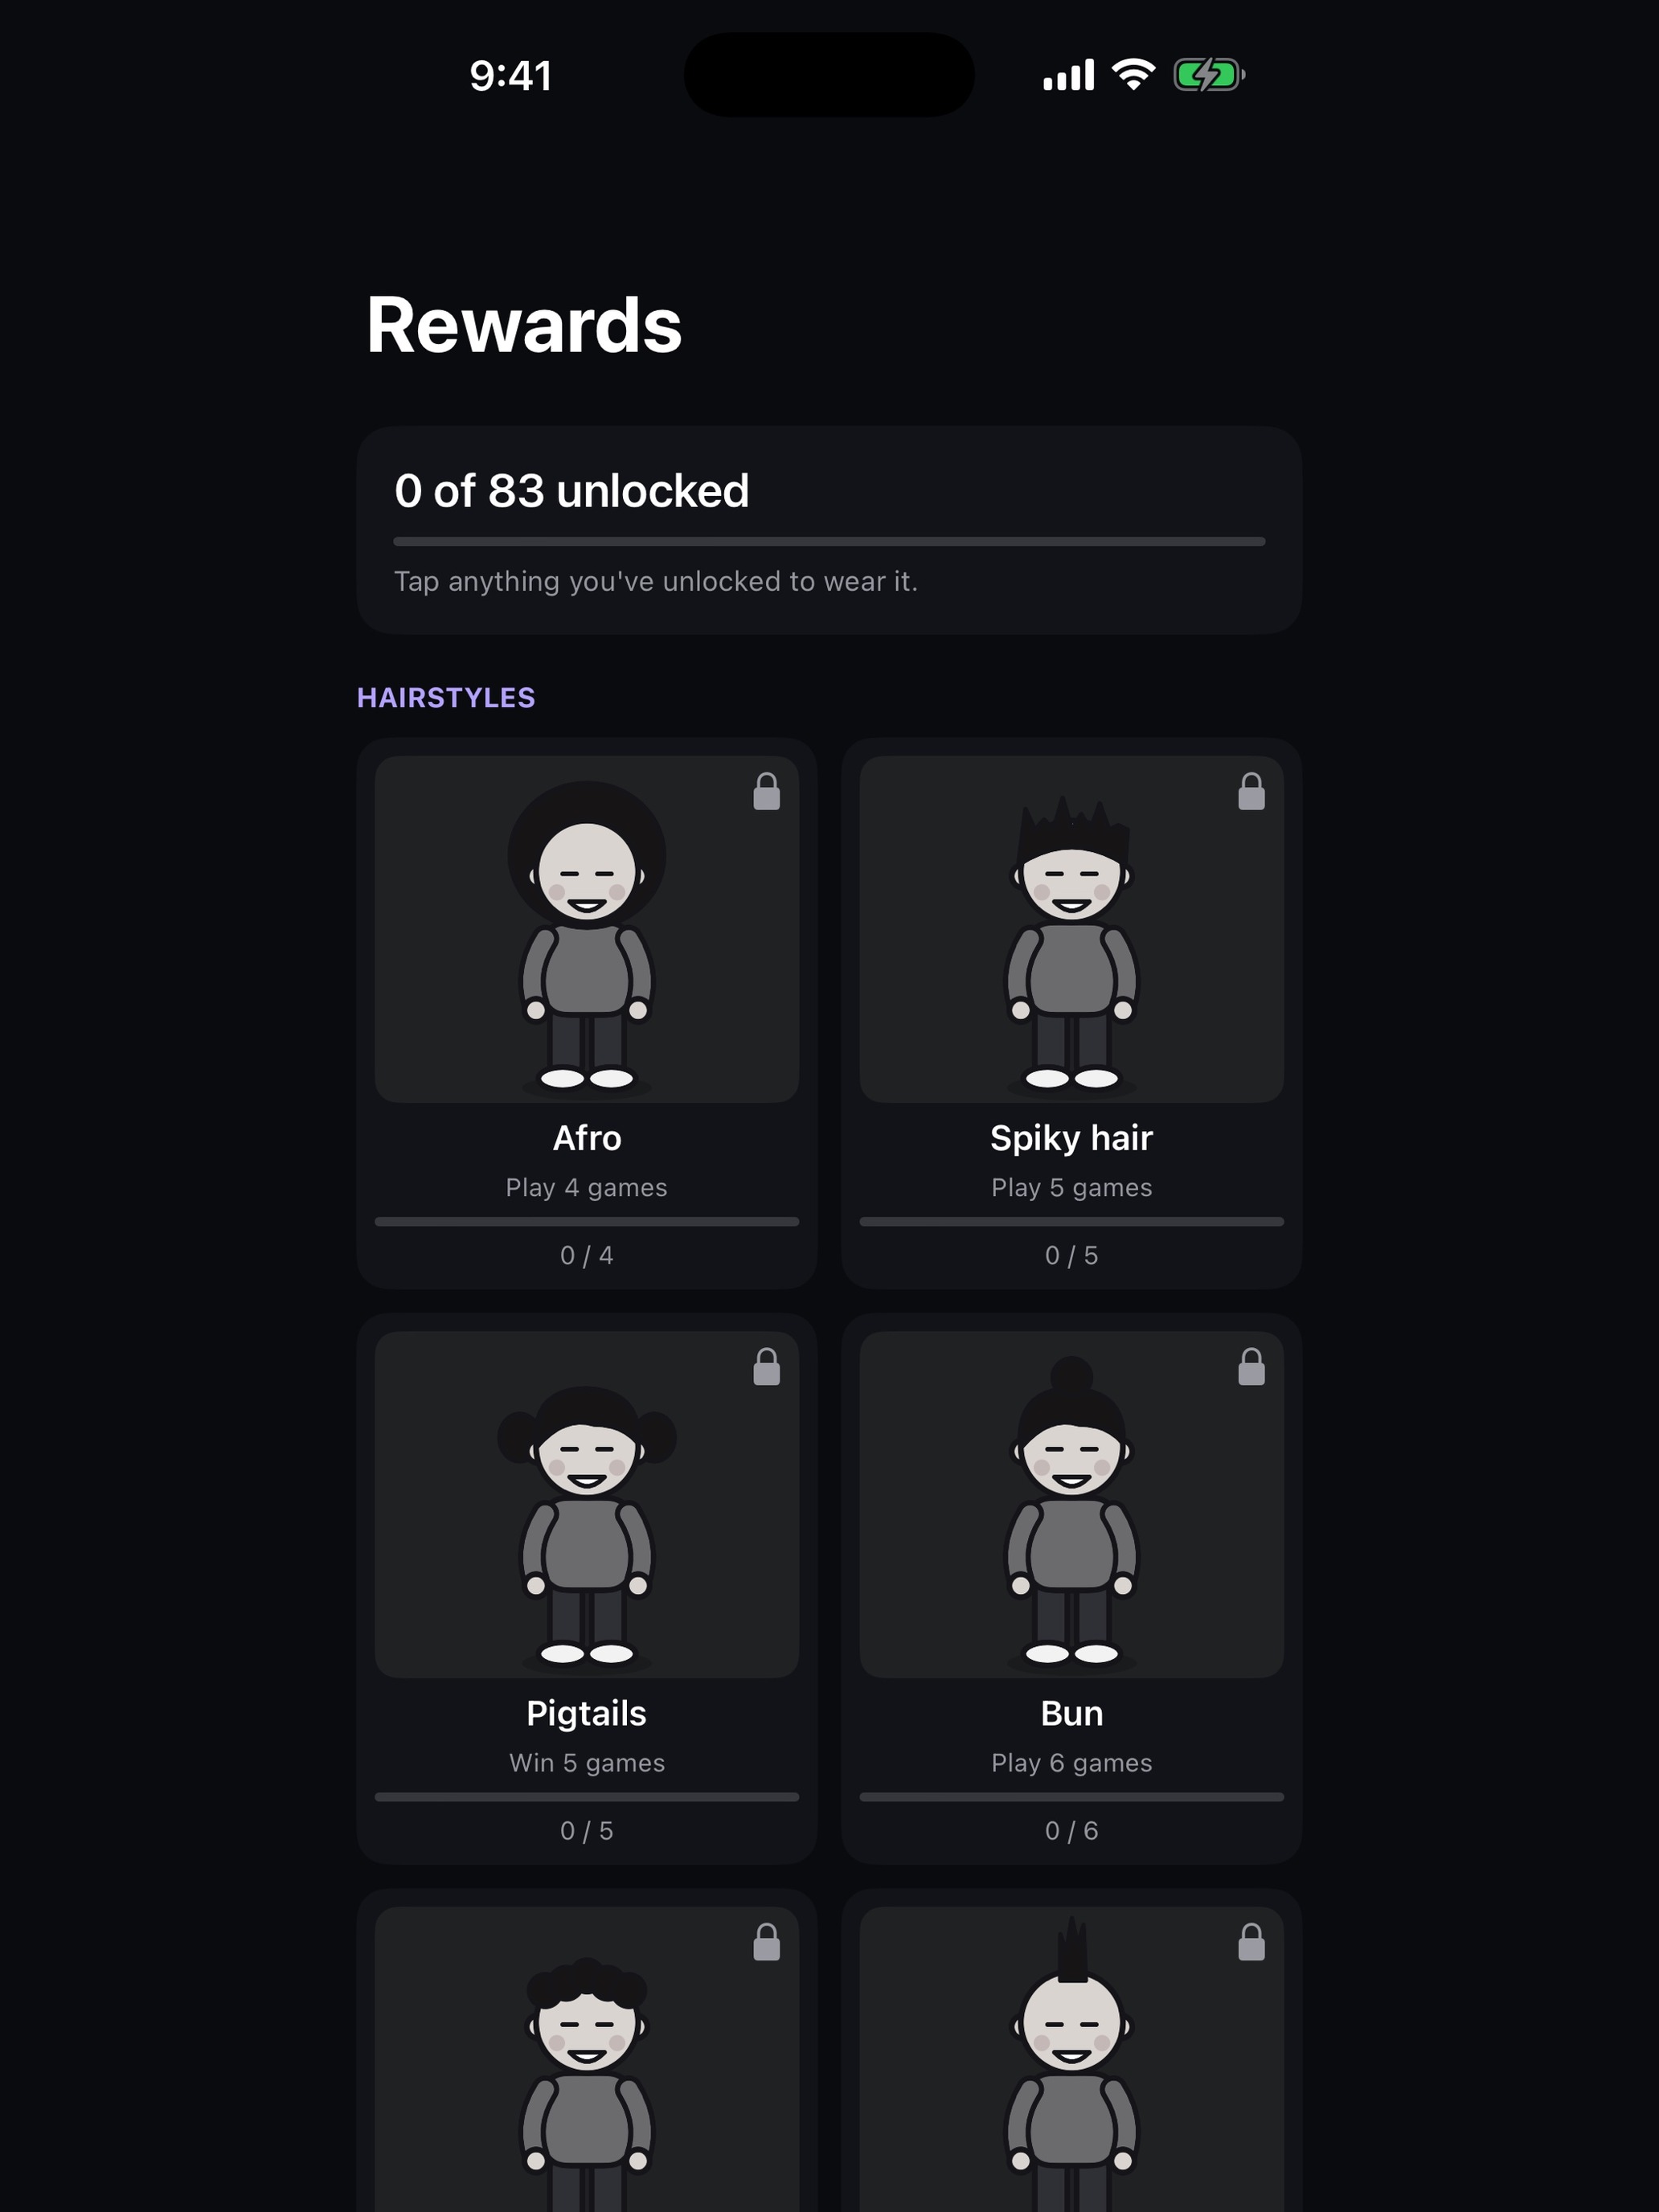 9:41
Rewards
0 of 83 unlocked
Tap anything you've unlocked to wear it.
HAIRSTYLES
Afro
Play 4 games
0 / 4
Spiky hair
Play 5 games
0 / 5
Pigtails
Win 5 games
0 / 5
Bun
Play 6 games
0 / 6